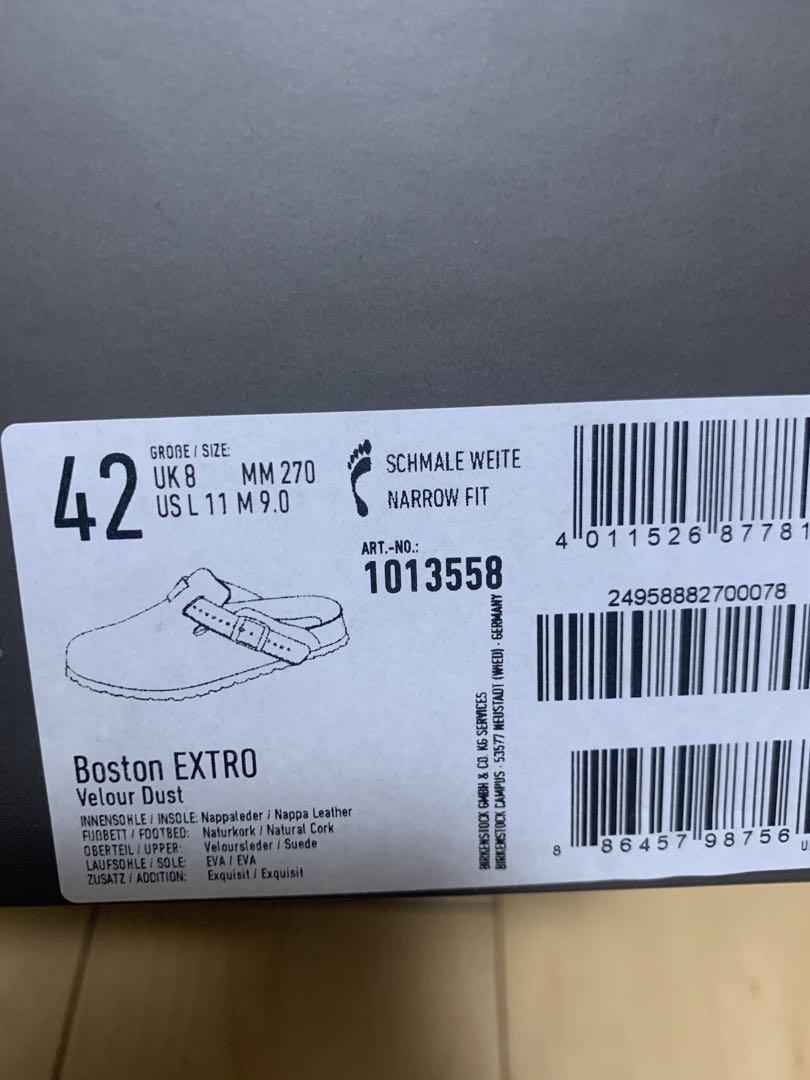 42
GRÖßE / SIZE:
UK 8 MM 270
US L 11 M 9.0
SCHMALE WEITE
NARROW FIT
ART.-NO.:
1013558
Boston EXTRO
Velour Dust
INNENSOHLE / INSOLE: Nappaleder / Nappa Leather
FUßBETT / FOOTBED: Naturkork / Natural Cork
OBERTEIL / UPPER: Veloursleder / Suede
LAUFSOHLE / SOLE: EVA / EVA
ZUSATZ / ADDITION: Exquisit / Exquisit
BIRKENSTOCK GMBH & CO. KG SERVICES
BIRKENSTOCK CAMPUS · 53577 NEUSTADT (WIED) · GERMANY
4 011526 87781
24958882700078
8 86457 98756